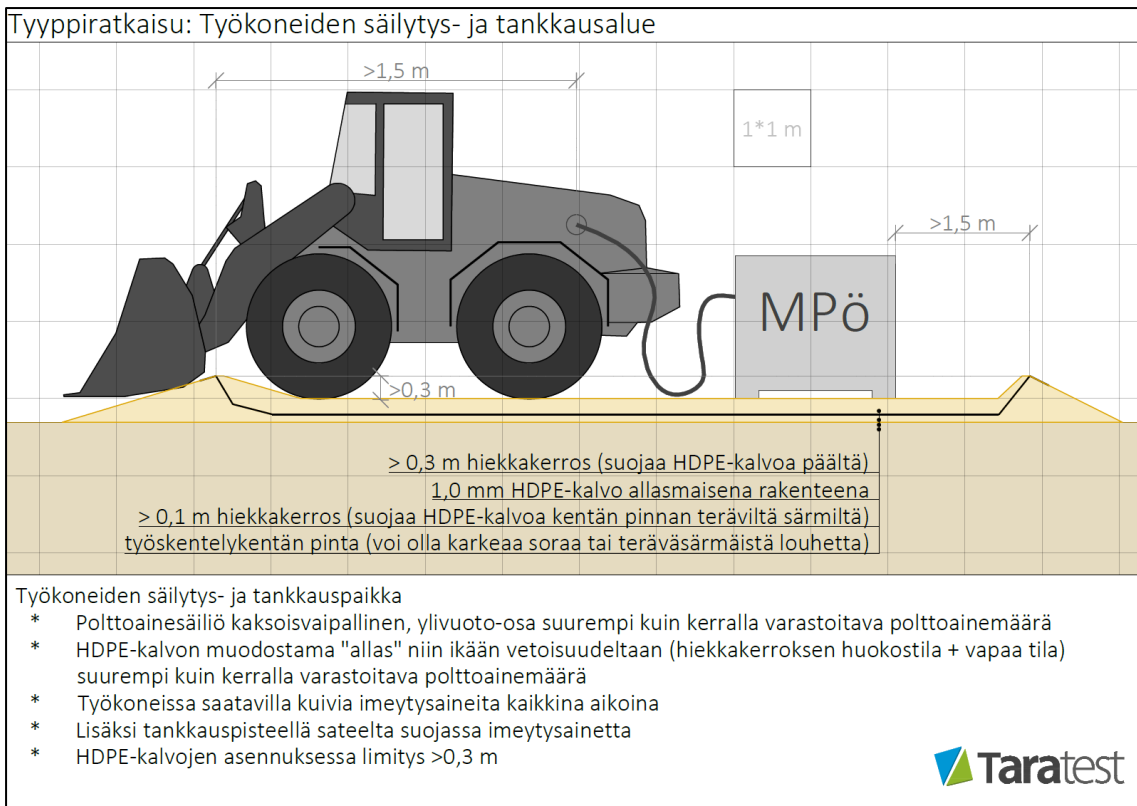 Tyyppiratkaisu: Työkoneiden säilytys- ja tankkausalue
>1,5 m
1*1 m
>1,5 m
MPö
>0,3 m
> 0,3 m hiekkakerros (suojaa HDPE-kalvoa päältä)
1,0 mm HDPE-kalvo allasmaisena rakenteena
> 0,1 m hiekkakerros (suojaa HDPE-kalvoa kentän pinnan teräviltä särmiltä)
työskentelykentän pinta (voi olla karkeaa soraa tai teräväsärmäistä louhetta)
Työkoneiden säilytys- ja tankkauspaikka
* Polttoainesäiliö kaksoisvaipallinen, ylivuoto-osa suurempi kuin kerralla varastoitava polttoainemäärä
* HDPE-kalvon muodostama "allas" niin ikään vetoisuudeltaan (hiekkakerroksen huokostila + vapaa tila)
suurempi kuin kerralla varastoitava polttoainemäärä
* Työkoneissa saatavilla kuivia imeytysaineita kaikkina aikoina
* Lisäksi tankkauspisteellä sateelta suojassa imeytysainetta
* HDPE-kalvojen asennuksessa limitys >0,3 m
Taratest